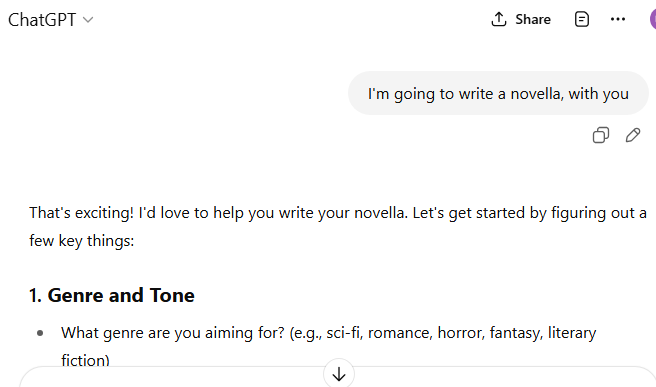 ChatGPT
Share
I'm going to write a novella, with you
That's exciting! I'd love to help you write your novella. Let's get started by figuring out a
few key things:
1. Genre and Tone
What genre are you aiming for? (e.g., sci-fi, romance, horror, fantasy, literary
fiction)